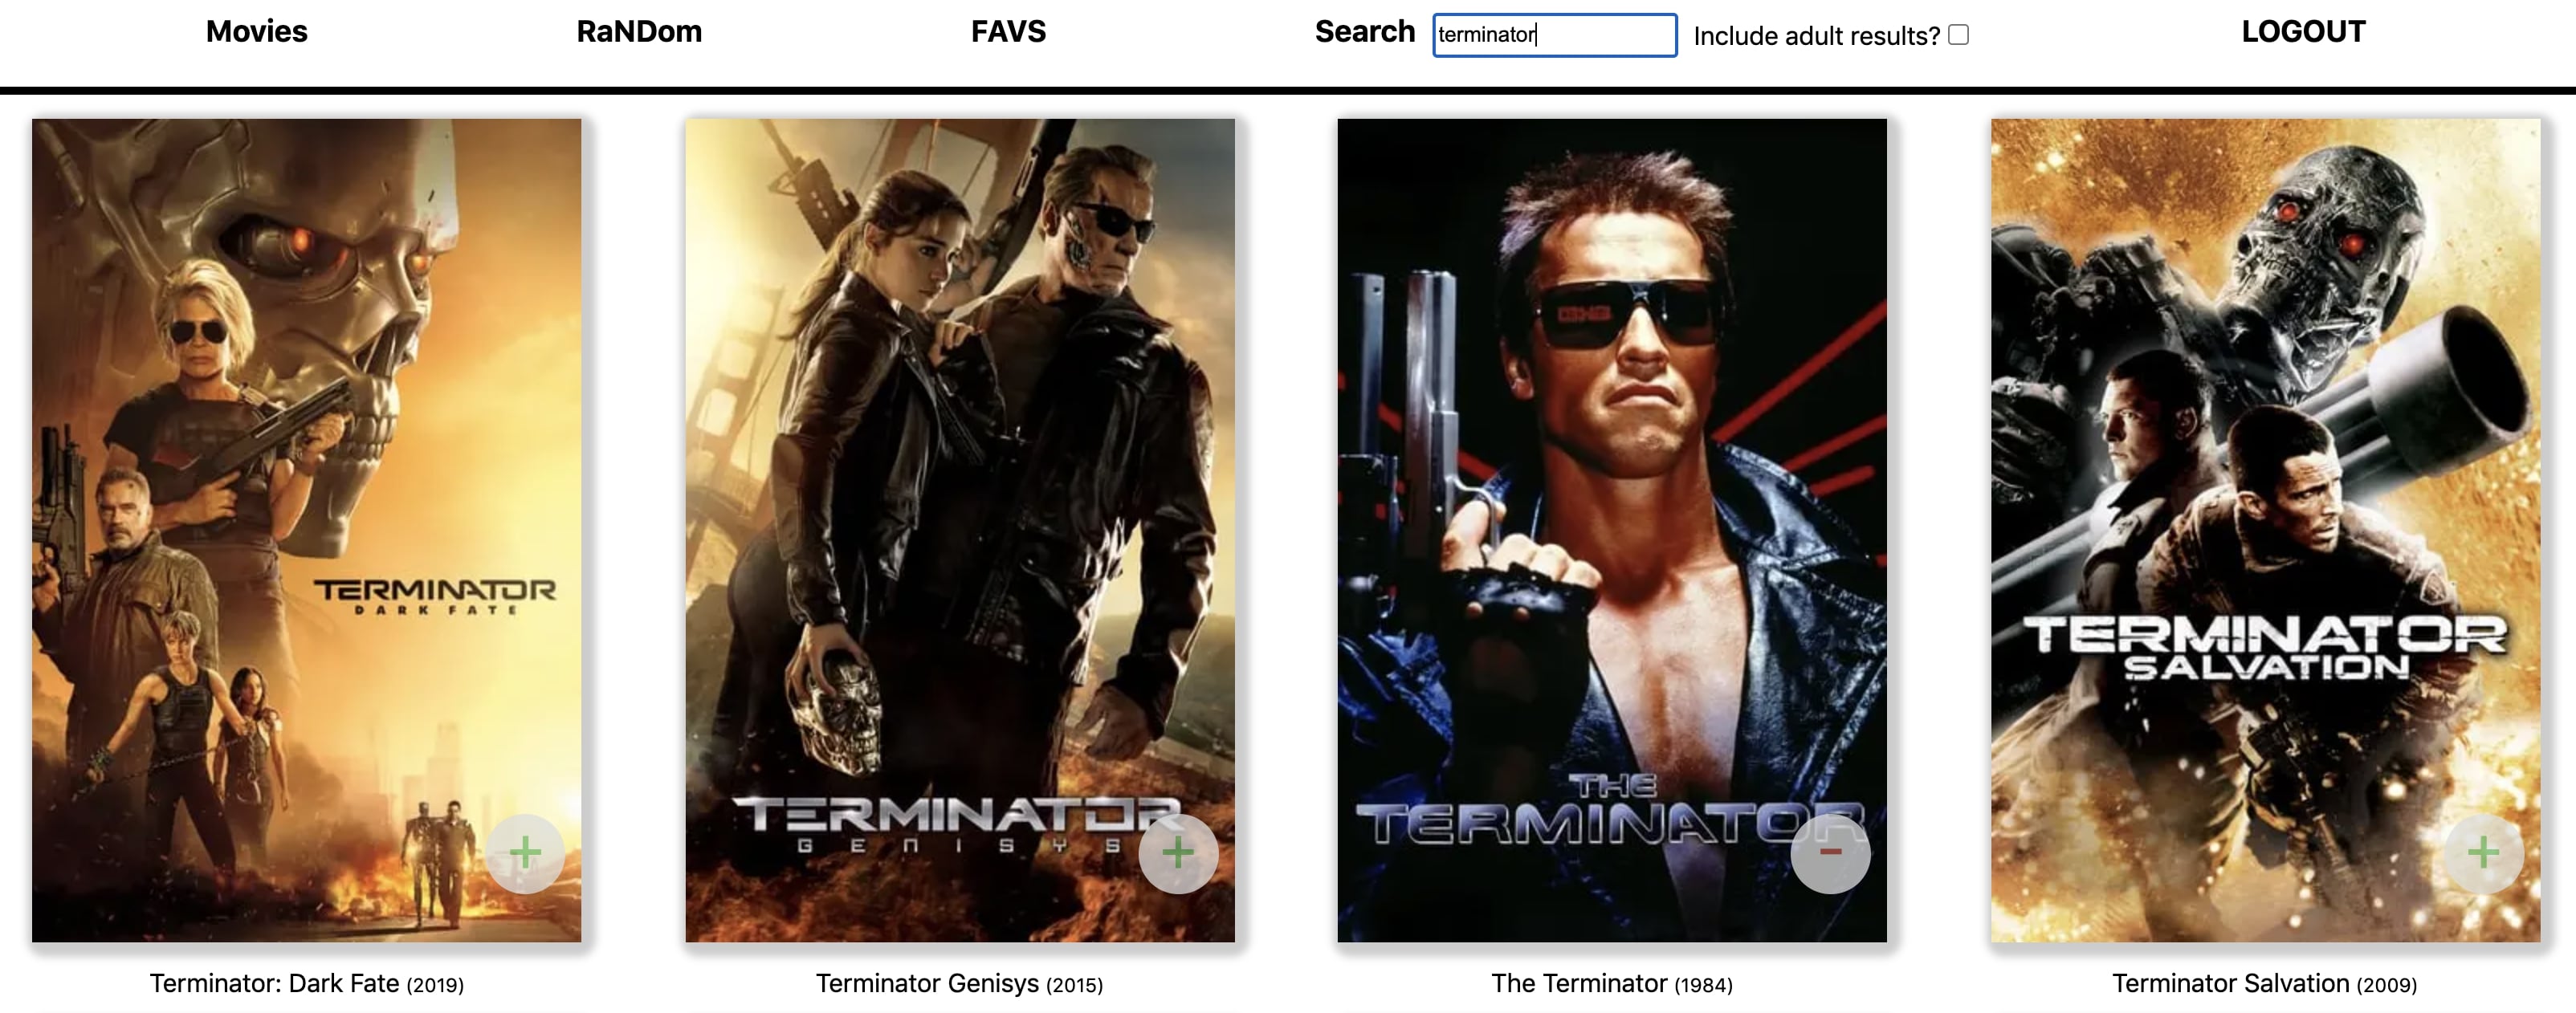 Movies RaNDom FAVS Search terminator Include adult results? LOGOUT
TERMINATOR
DARK FATE
+
Terminator: Dark Fate (2019)
TERMINATOR
GENISYS
+
Terminator Genisys (2015)
THE
TERMINATOR
-
The Terminator (1984)
TERMINATOR
SALVATION
+
Terminator Salvation (2009)